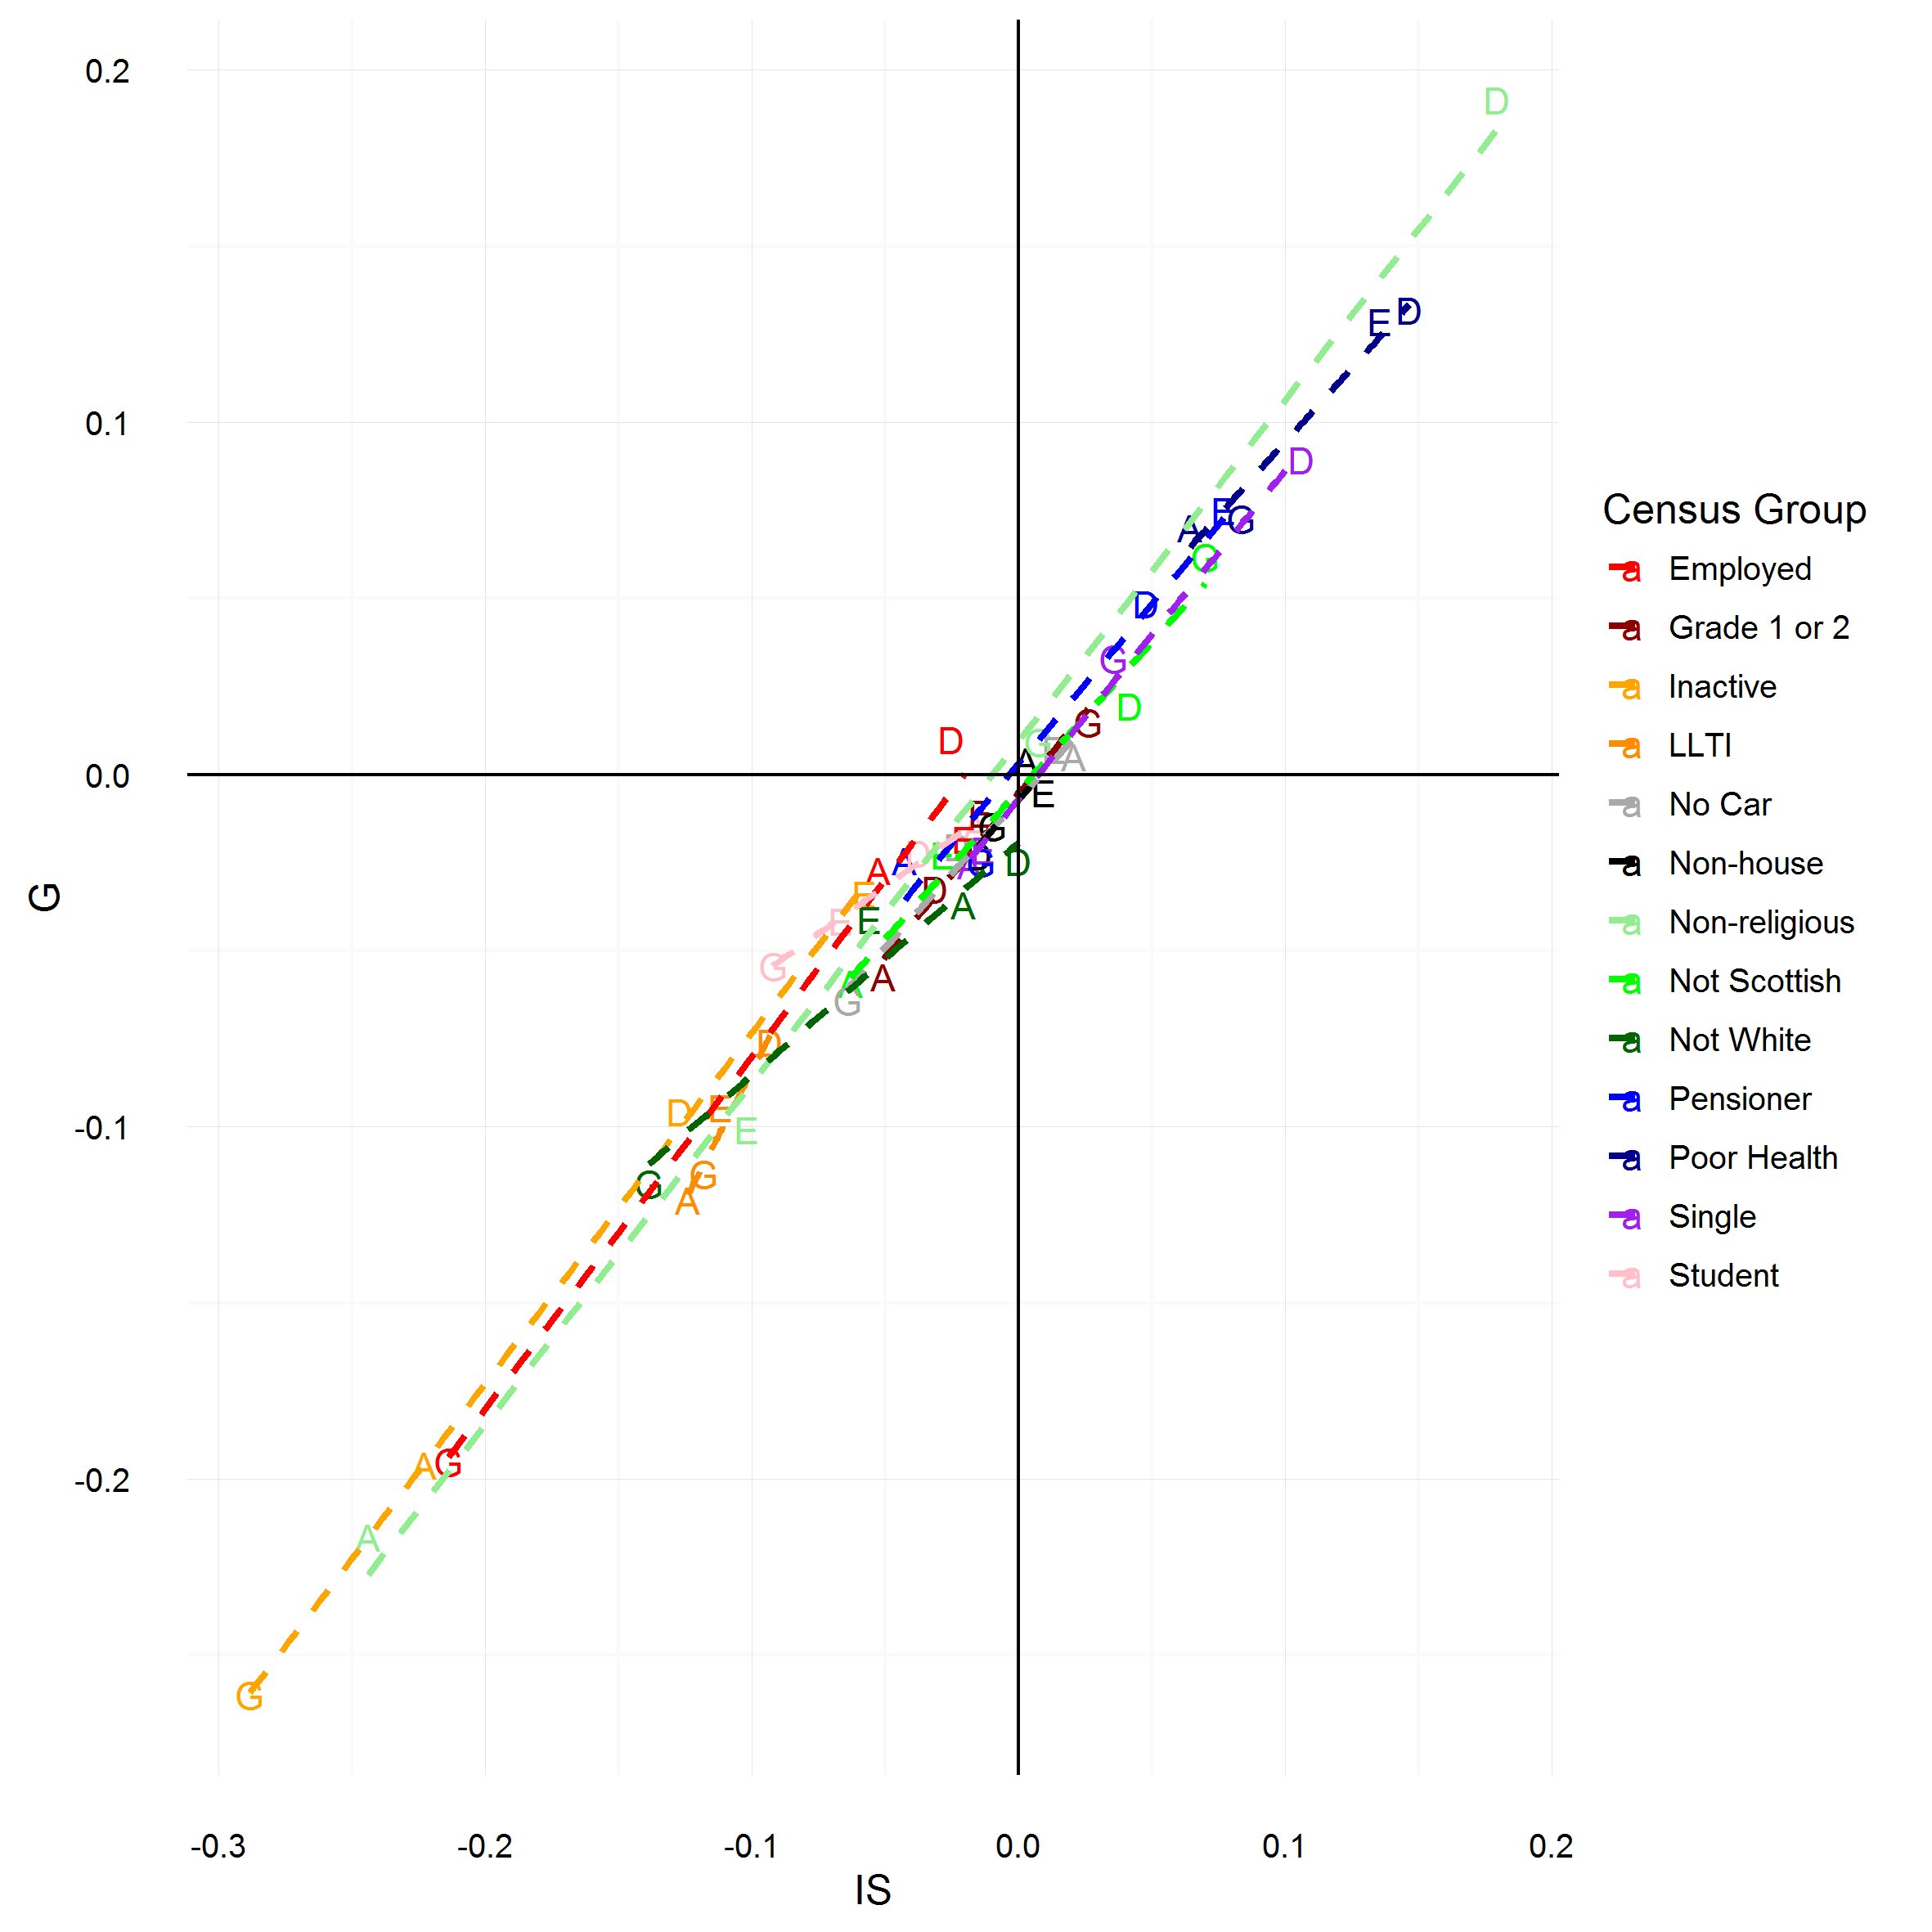 0.2
0.1
0.0
-0.1
-0.2
G
-0.3 -0.2 -0.1 0.0 0.1 0.2
IS
D
E D
D
E
A G
G
D
G
D
G
D
G
A
A
E
G
D
A
A
D
E
D
A
E
E
G
A
A
G
D
D
E
E
G
G
A
A
G
A
G
Census Group
a Employed
a Grade 1 or 2
a Inactive
a LLTI
a No Car
a Non-house
a Non-religious
a Not Scottish
a Not White
a Pensioner
a Poor Health
a Single
a Student